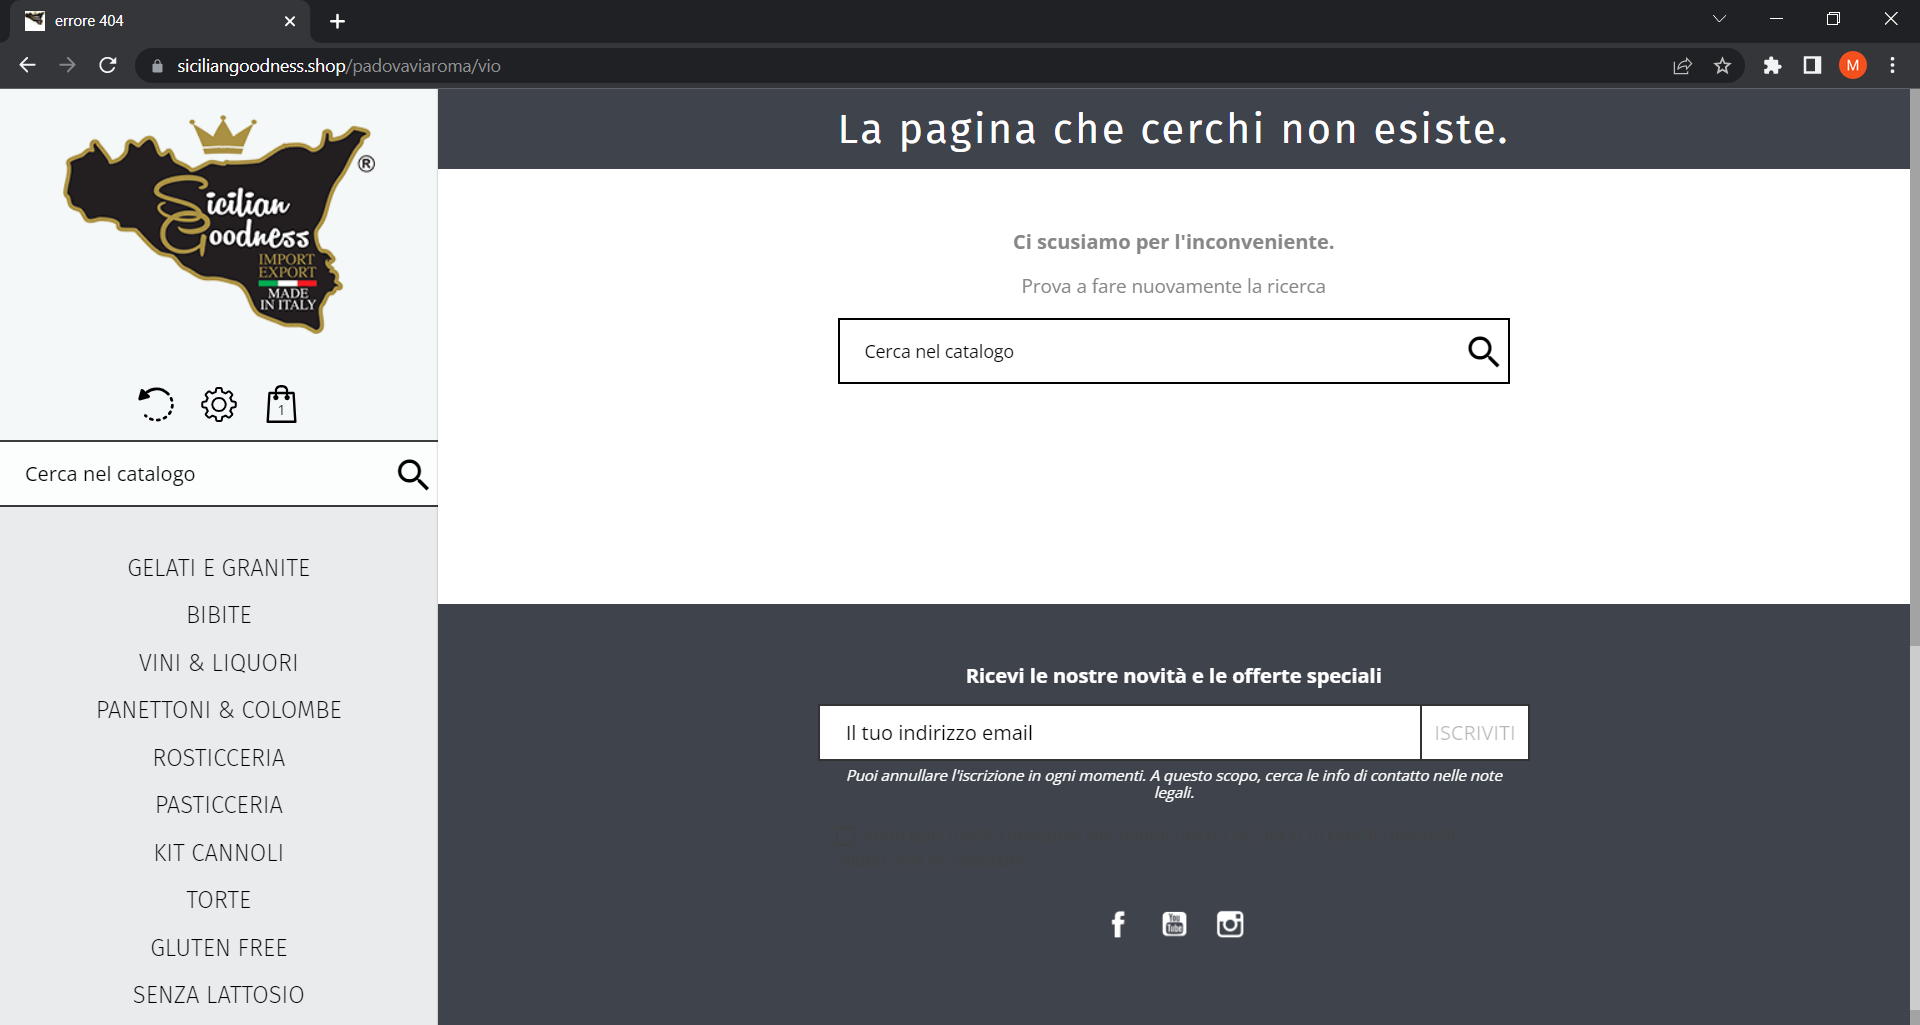 errore 404
siciliangoodness.shop/padovaviaroma/vio
M
Sicilian
Goodness
®
IMPORT
EXPORT
MADE
IN ITALY
1
Cerca nel catalogo
GELATI E GRANITE
BIBITE
VINI & LIQUORI
PANETTONI & COLOMBE
ROSTICCERIA
PASTICCERIA
KIT CANNOLI
TORTE
GLUTEN FREE
SENZA LATTOSIO
La pagina che cerchi non esiste.
Ci scusiamo per l'inconveniente.
Prova a fare nuovamente la ricerca
Cerca nel catalogo
Ricevi le nostre novità e le offerte speciali
Il tuo indirizzo email
ISCRIVITI
Puoi annullare l'iscrizione in ogni momenti. A questo scopo, cerca le info di contatto nelle note
legali.
You
Tube